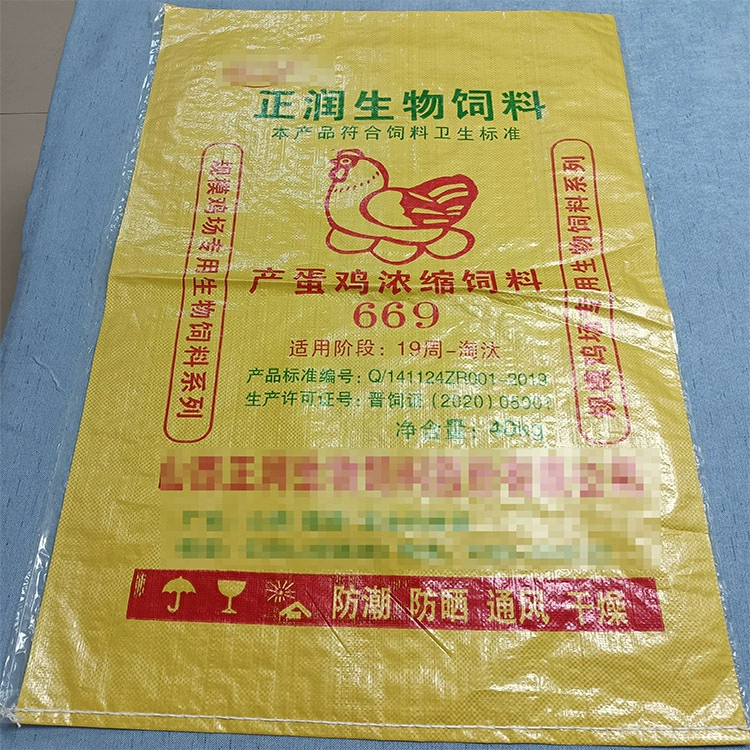 正润生物饲料
本产品符合饲料卫生标准
规模鸡场专用生物饲料系列
规模鸡场专用生物饲料系列
产蛋鸡浓缩饲料
669
适用阶段：19周-淘汰
产品标准编号：Q/141124ZR001-2019
生产许可证号：晋饲证（2020）05001
净含量：40kg
防潮 防晒 通风 干燥